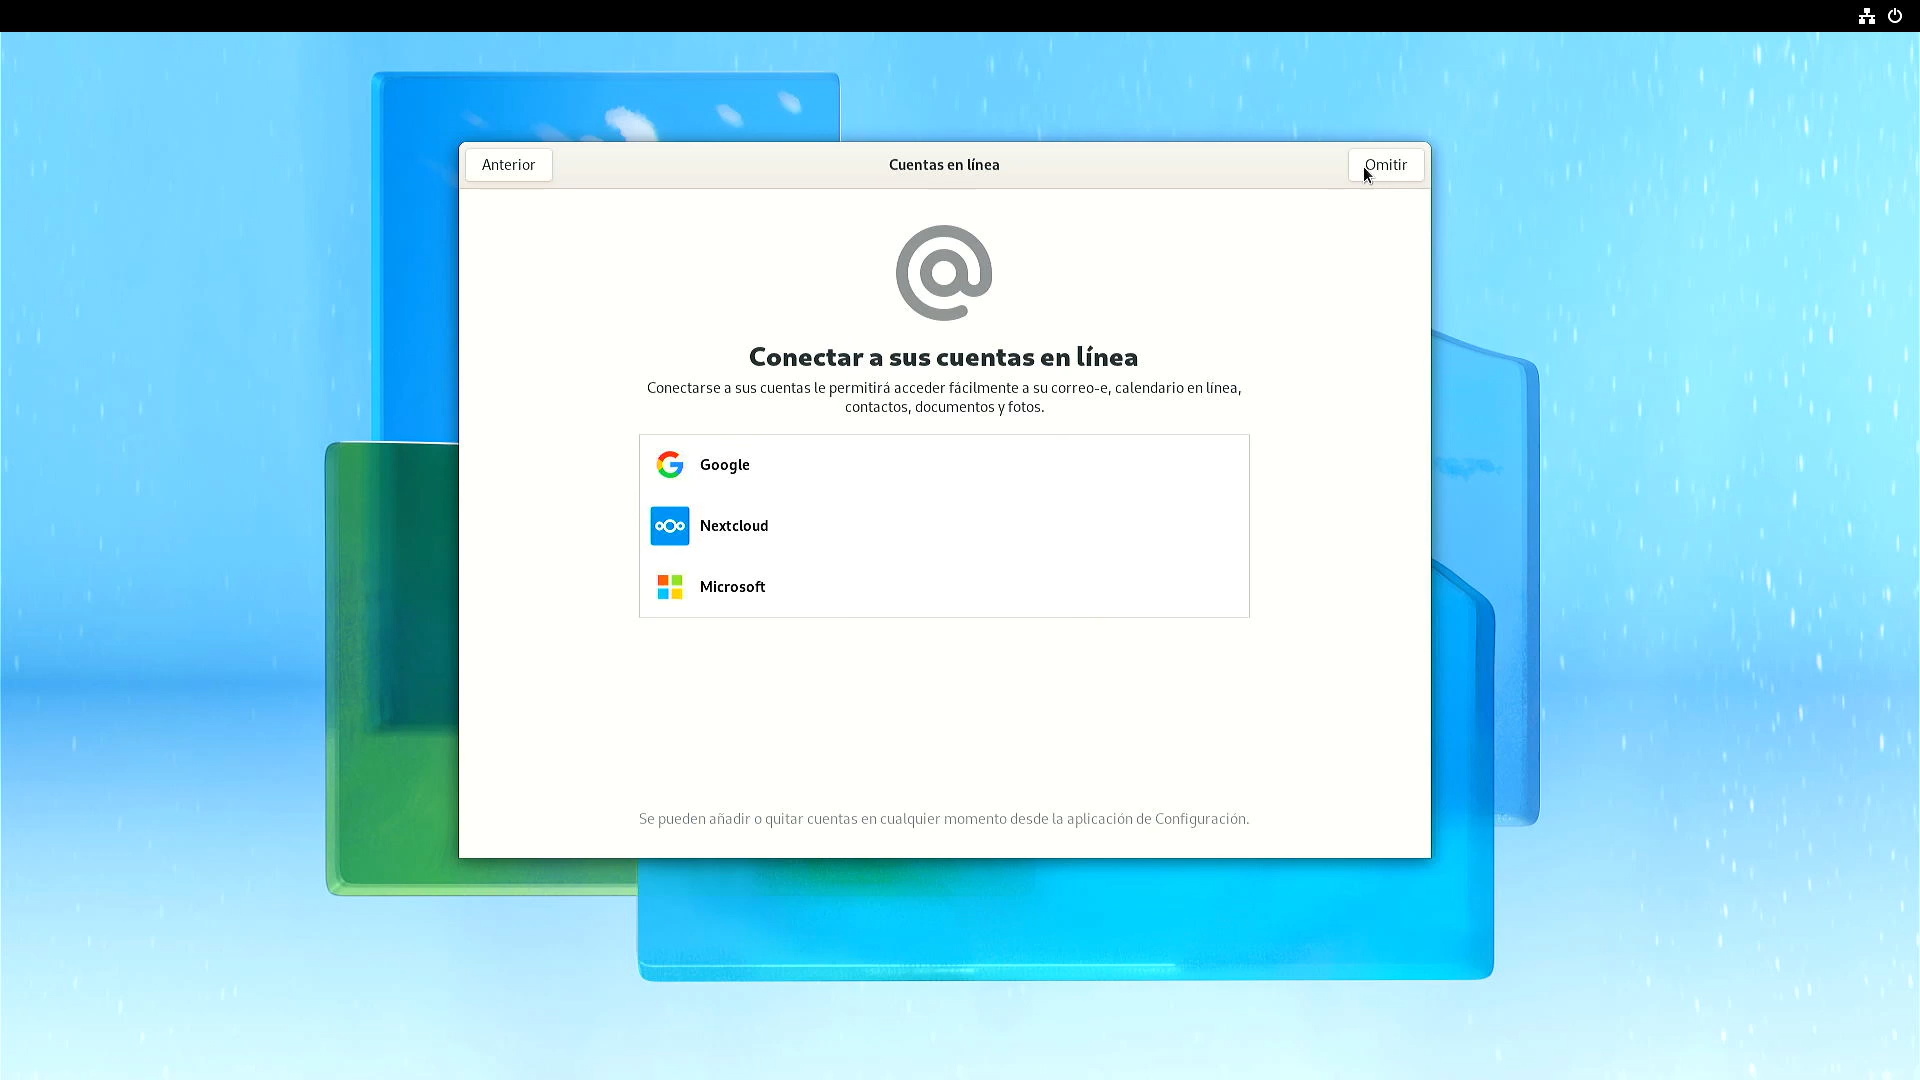 Anterior
Cuentas en línea
Omitir
Conectar a sus cuentas en línea
Conectarse a sus cuentas le permitirá acceder fácilmente a su correo-e, calendario en línea,
contactos, documentos y fotos.
Google
Nextcloud
Microsoft
Se pueden añadir o quitar cuentas en cualquier momento desde la aplicación de Configuración.